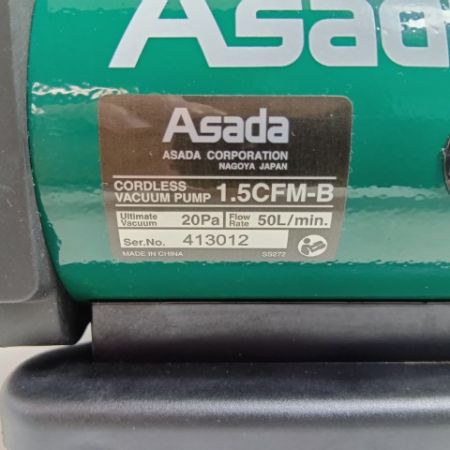 Asada
Asada
ASADA CORPORATION
NAGOYA JAPAN
CORDLESS VACUUM PUMP 1.5CFM-B
Ultimate Vacuum 20Pa Flow Rate 50L/min.
Ser.No. 413012
MADE IN CHINA SS272